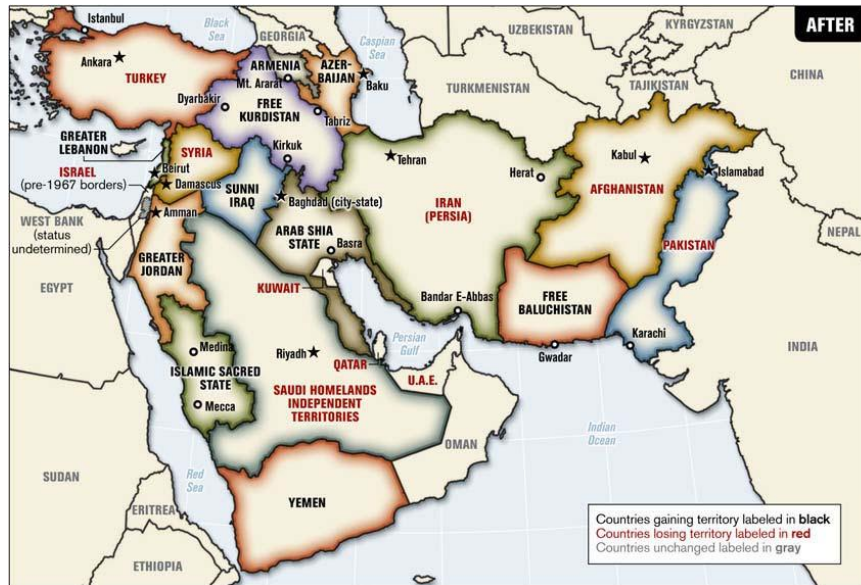 AFTER
Istanbul
Black
Sea
GEORGIA
Caspian
Sea
UZBEKISTAN
KYRGYZSTAN
Ankara
TURKEY
ARMENIA
Mt. Ararat
AZER-
BAIJAN
Baku
TURKMENISTAN
TAJIKISTAN
CHINA
Dyarbakir
FREE
KURDISTAN
Tabriz
GREATER
LEBANON
SYRIA
Kirkuk
Tehran
Herat
Kabul
Islamabad
ISRAEL
(pre-1967 borders)
Beirut
Damascus
SUNNI
IRAQ
Baghdad (city-state)
IRAN
(PERSIA)
AFGHANISTAN
WEST BANK
(status
undetermined)
Amman
ARAB SHIA
STATE
Basra
PAKISTAN
NEPAL
GREATER
JORDAN
EGYPT
KUWAIT
Bandar E-Abbas
FREE
BALUCHISTAN
Karachi
Gwadar
INDIA
Medina
Riyadh
Persian
Gulf
QATAR
ISLAMIC SACRED
STATE
Mecca
SAUDI HOMELANDS
INDEPENDENT
TERRITORIES
U.A.E.
OMAN
Indian
Ocean
SUDAN
Red
Sea
YEMEN
ERITREA
ETHIOPIA
Countries gaining territory labeled in black
Countries losing territory labeled in red
Countries unchanged labeled in gray